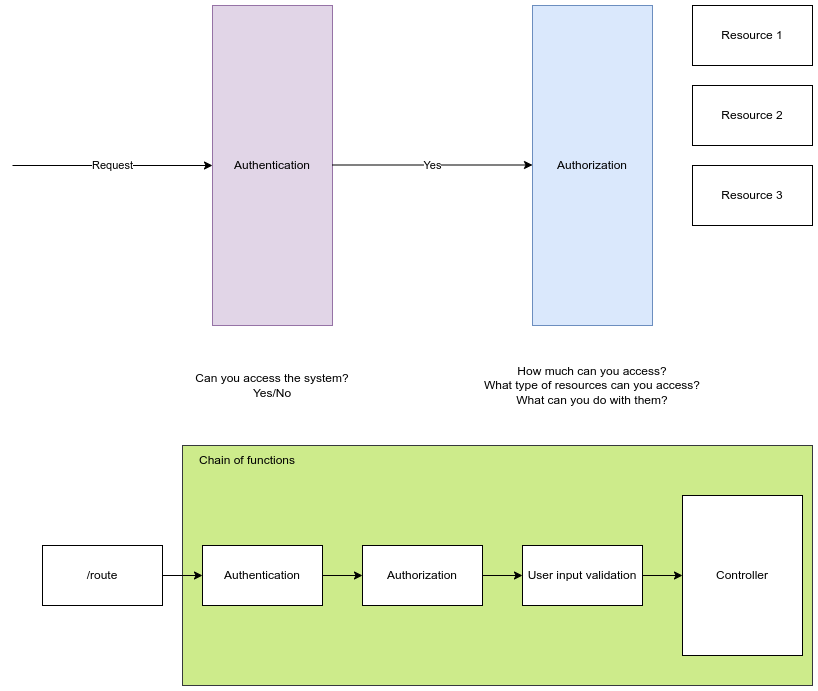 Resource 1
Resource 2
Request
Authentication
Yes
Authorization
Resource 3
Can you access the system?
Yes/No
How much can you access?
What type of resources can you access?
What can you do with them?
Chain of functions
/route
Authentication
Authorization
User input validation
Controller